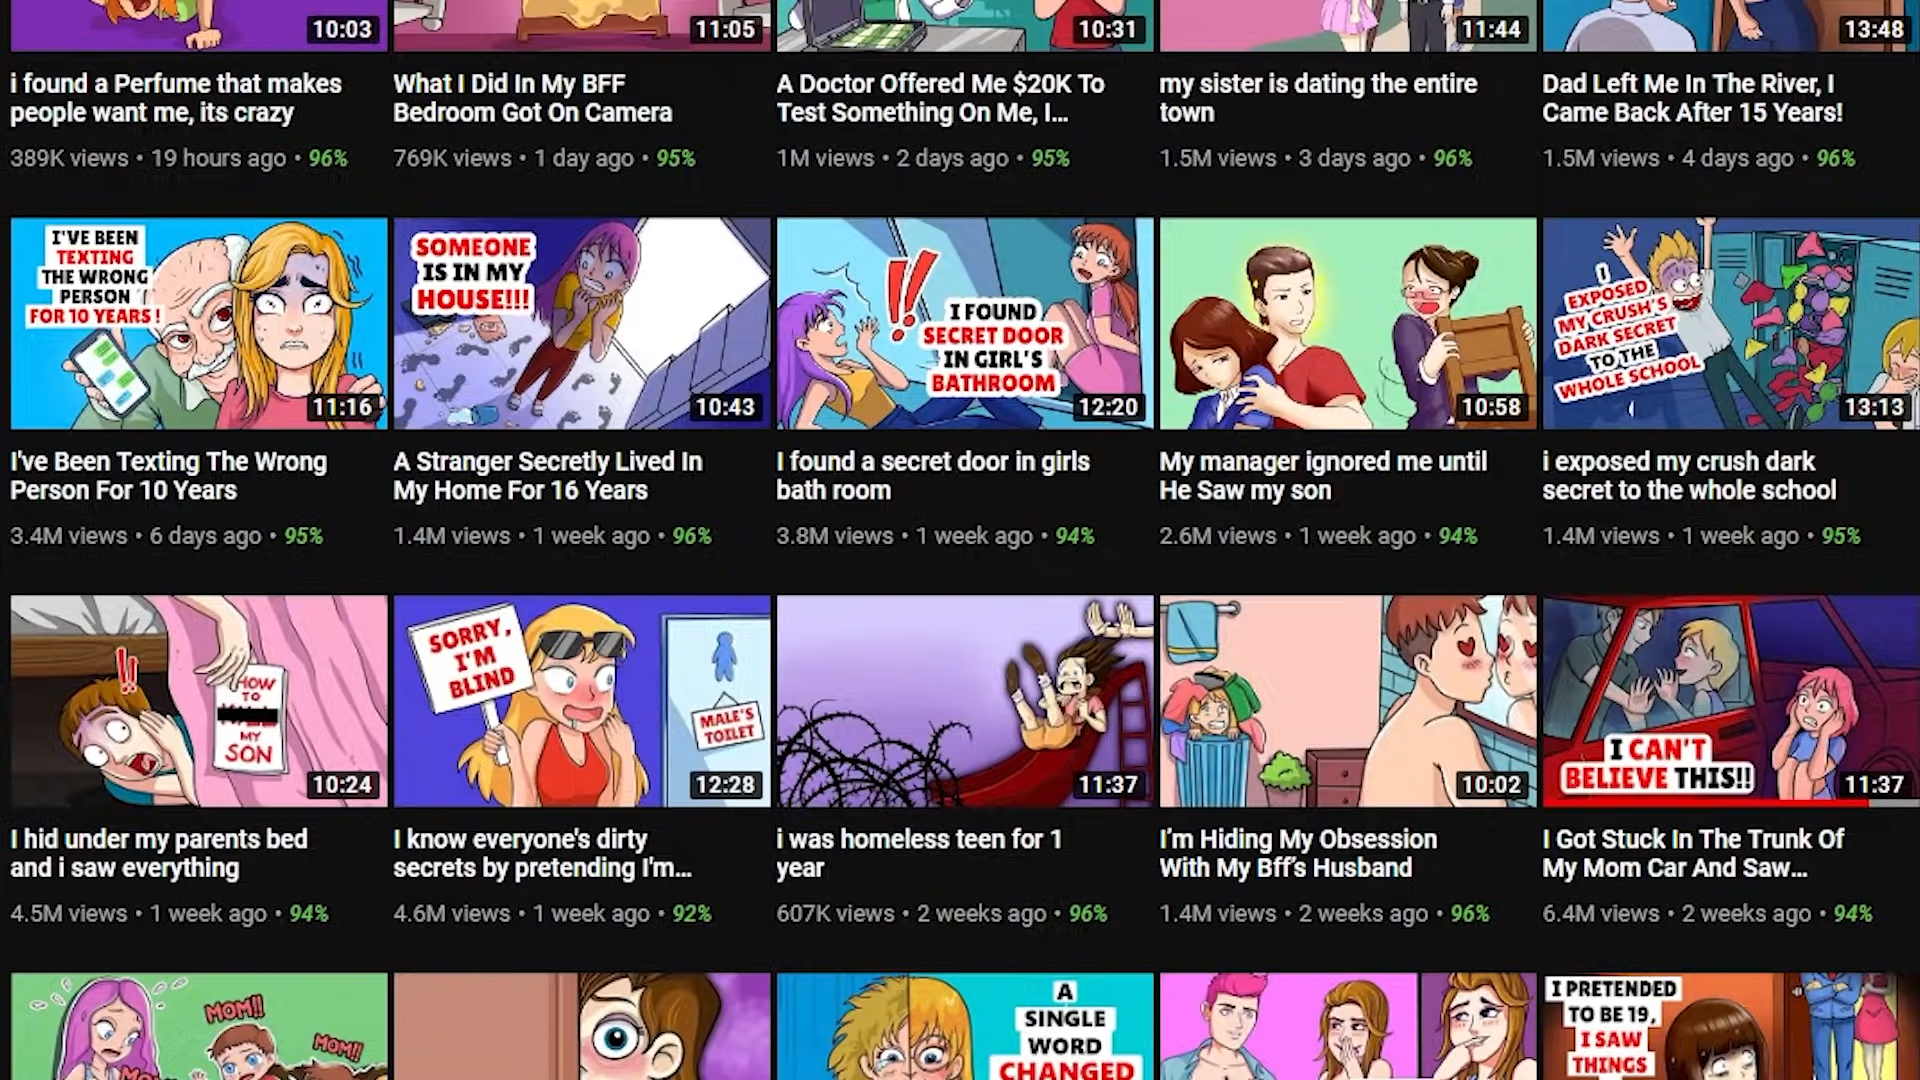 10:03
11:05
10:31
11:44
13:48
i found a Perfume that makes
people want me, its crazy
389K views • 19 hours ago • 96%
What I Did In My BFF
Bedroom Got On Camera
769K views • 1 day ago • 95%
A Doctor Offered Me $20K To
Test Something On Me, I...
1M views • 2 days ago • 95%
my sister is dating the entire
town
1.5M views • 3 days ago • 96%
Dad Left Me In The River, I
Came Back After 15 Years!
1.5M views • 4 days ago • 96%
I'VE BEEN
TEXTING
THE WRONG
PERSON
FOR 10 YEARS!
11:16
SOMEONE
IS IN MY
HOUSE!!!
10:43
!!
I FOUND
SECRET DOOR
IN GIRL'S
BATHROOM
12:20
10:58
I
EXPOSED
MY CRUSH'S
DARK SECRET
TO THE
WHOLE SCHOOL
13:13
I've Been Texting The Wrong
Person For 10 Years
3.4M views • 6 days ago • 95%
A Stranger Secretly Lived In
My Home For 16 Years
1.4M views • 1 week ago • 96%
I found a secret door in girls
bath room
3.8M views • 1 week ago • 94%
My manager ignored me until
He Saw my son
2.6M views • 1 week ago • 94%
i exposed my crush dark
secret to the whole school
1.4M views • 1 week ago • 95%
!!
HOW
TO
MY
SON
10:24
SORRY,
I'M
BLIND
MALE'S
TOILET
12:28
11:37
10:02
I CAN'T
BELIEVE THIS!!
11:37
I hid under my parents bed
and i saw everything
4.5M views • 1 week ago • 94%
I know everyone's dirty
secrets by pretending I'm...
4.6M views • 1 week ago • 92%
i was homeless teen for 1
year
607K views • 2 weeks ago • 96%
I'm Hiding My Obsession
With My Bff's Husband
1.4M views • 2 weeks ago • 96%
I Got Stuck In The Trunk Of
My Mom Car And Saw...
6.4M views • 2 weeks ago • 94%
MOM!!
MOM!!
A
SINGLE
WORD
CHANGED
I PRETENDED
TO BE 19,
I SAW
THINGS